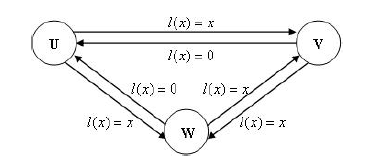 l(x) = x
U
V
l(x) = 0
l(x) = 0 l(x) = x
l(x) = x l(x) = x
W